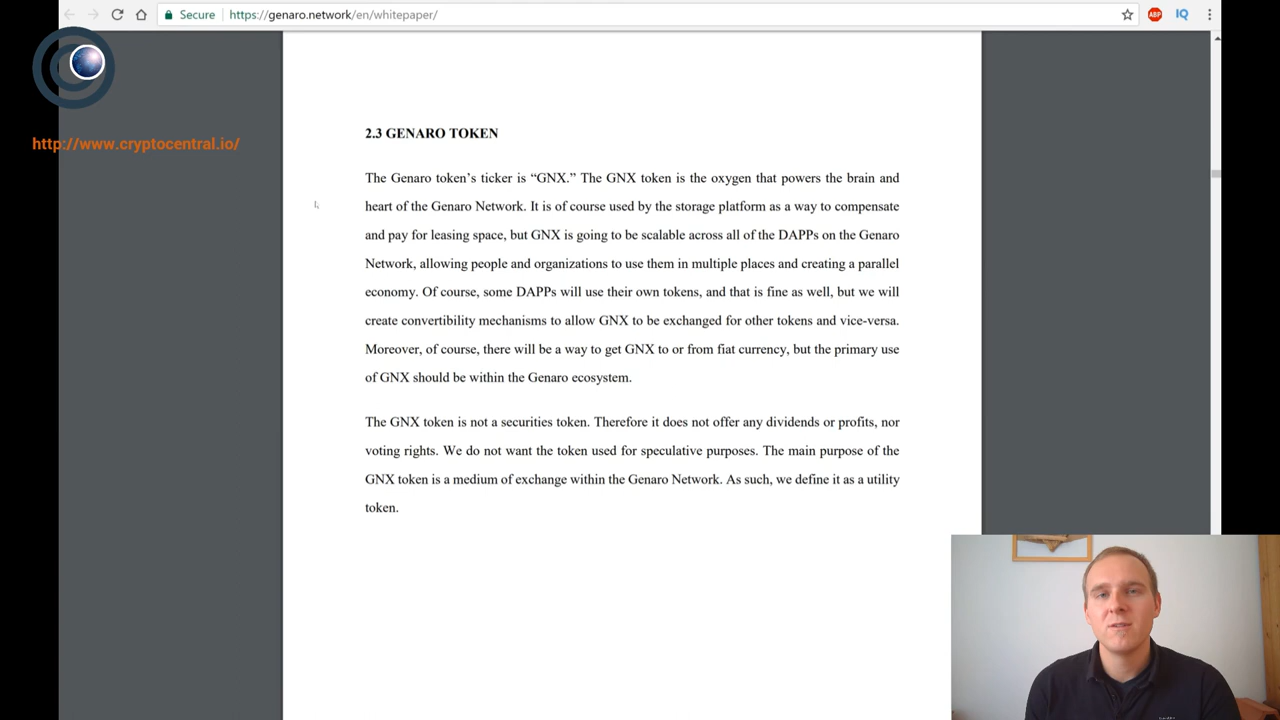 Secure
https://genaro.network/en/whitepaper/
ABP
IQ
http://www.cryptocentral.io/
2.3 GENARO TOKEN
The Genaro token’s ticker is “GNX.” The GNX token is the oxygen that powers the brain and
heart of the Genaro Network. It is of course used by the storage platform as a way to compensate
and pay for leasing space, but GNX is going to be scalable across all of the DAPPs on the Genaro
Network, allowing people and organizations to use them in multiple places and creating a parallel
economy. Of course, some DAPPs will use their own tokens, and that is fine as well, but we will
create convertibility mechanisms to allow GNX to be exchanged for other tokens and vice-versa.
Moreover, of course, there will be a way to get GNX to or from fiat currency, but the primary use
of GNX should be within the Genaro ecosystem.
The GNX token is not a securities token. Therefore it does not offer any dividends or profits, nor
voting rights. We do not want the token used for speculative purposes. The main purpose of the
GNX token is a medium of exchange within the Genaro Network. As such, we define it as a utility
token.